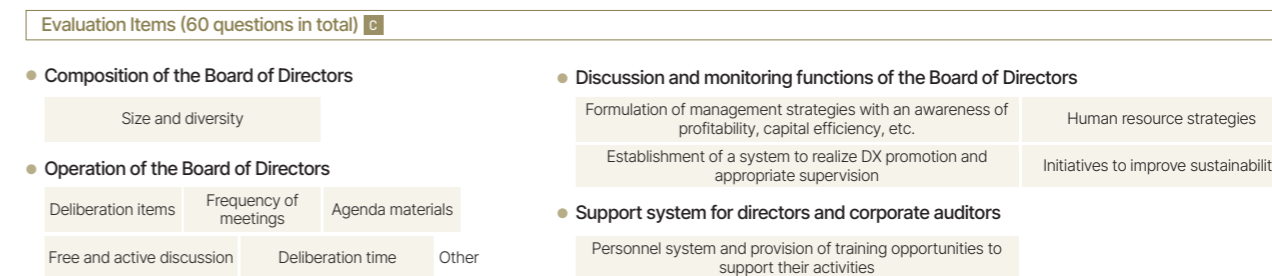 Evaluation Items (60 questions in total) C
Composition of the Board of Directors
Size and diversity
Operation of the Board of Directors
Deliberation items
Frequency of
meetings
Agenda materials
Free and active discussion
Deliberation time
Other
Discussion and monitoring functions of the Board of Directors
Formulation of management strategies with an awareness of
profitability, capital efficiency, etc.
Human resource strategies
Establishment of a system to realize DX promotion and
appropriate supervision
Initiatives to improve sustainabilit
Support system for directors and corporate auditors
Personnel system and provision of training opportunities to
support their activities